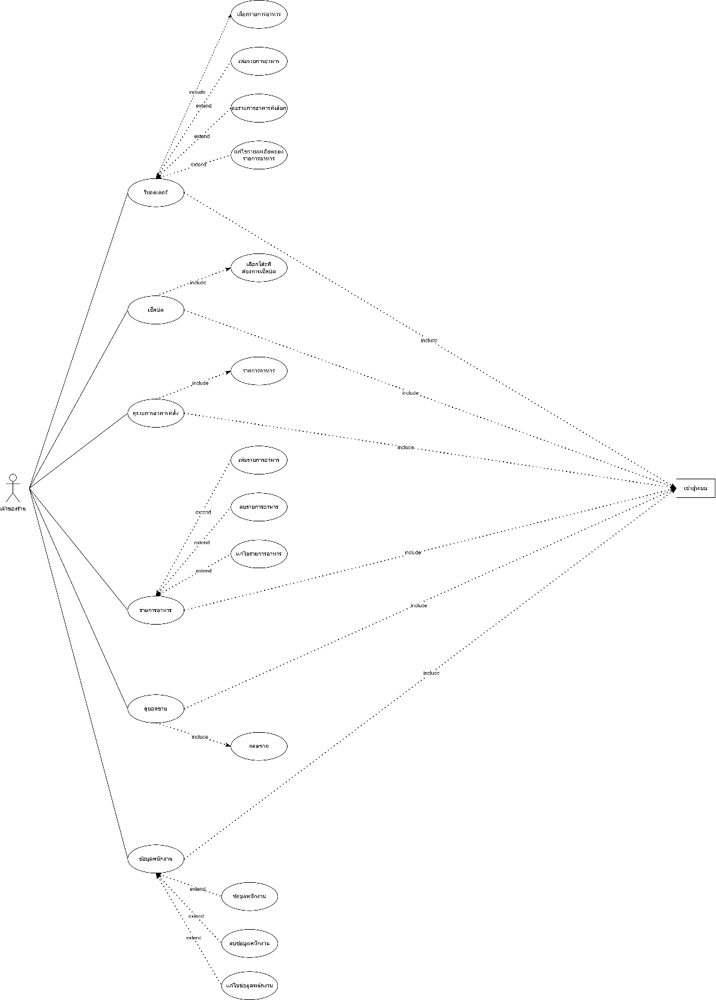 เลือกรายการอาหาร
เพิ่มรายการอาหาร
include
extend
ลบรายการอาหารที่เลือก
extend
แก้ไขรายละเอียดของ
รายการอาหาร
extend
รับออเดอร์
เลือกโต๊ะที่
ต้องการเช็คบิล
include
เช็คบิล
include
รายการอาหาร
include
include
ดูรายการอาหารที่สั่ง
include
เพิ่มรายการอาหาร
เข้าสู่ระบบ
เจ้าของร้าน
extend
ลบรายการอาหาร
extend
แก้ไขรายการอาหาร
include
extend
รายการอาหาร
include
include
ดูยอดขาย
include
ยอดขาย
ข้อมูลพนักงาน
extend
ข้อมูลพนักงาน
extend
extend
ลบข้อมูลพนักงาน
แก้ไขข้อมูลพนักงาน